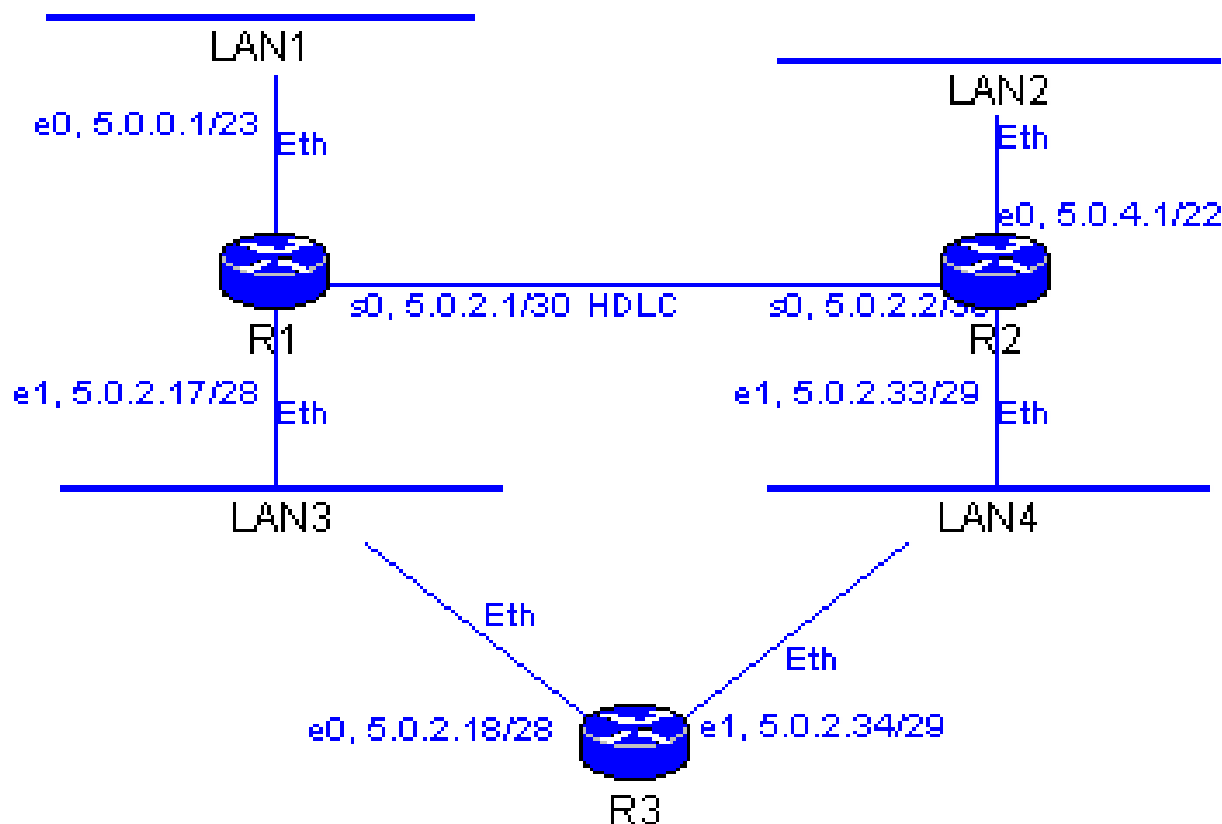 LAN1
LAN2
e0, 5.0.0.1/23
Eth
Eth
e0, 5.0.4.1/22
s0, 5.0.2.1/30 HDLC
s0, 5.0.2.2/
R1
R2
e1, 5.0.2.17/28
Eth
e1, 5.0.2.33/29
Eth
LAN3
LAN4
Eth
Eth
e0, 5.0.2.18/28
e1, 5.0.2.34/29
R3